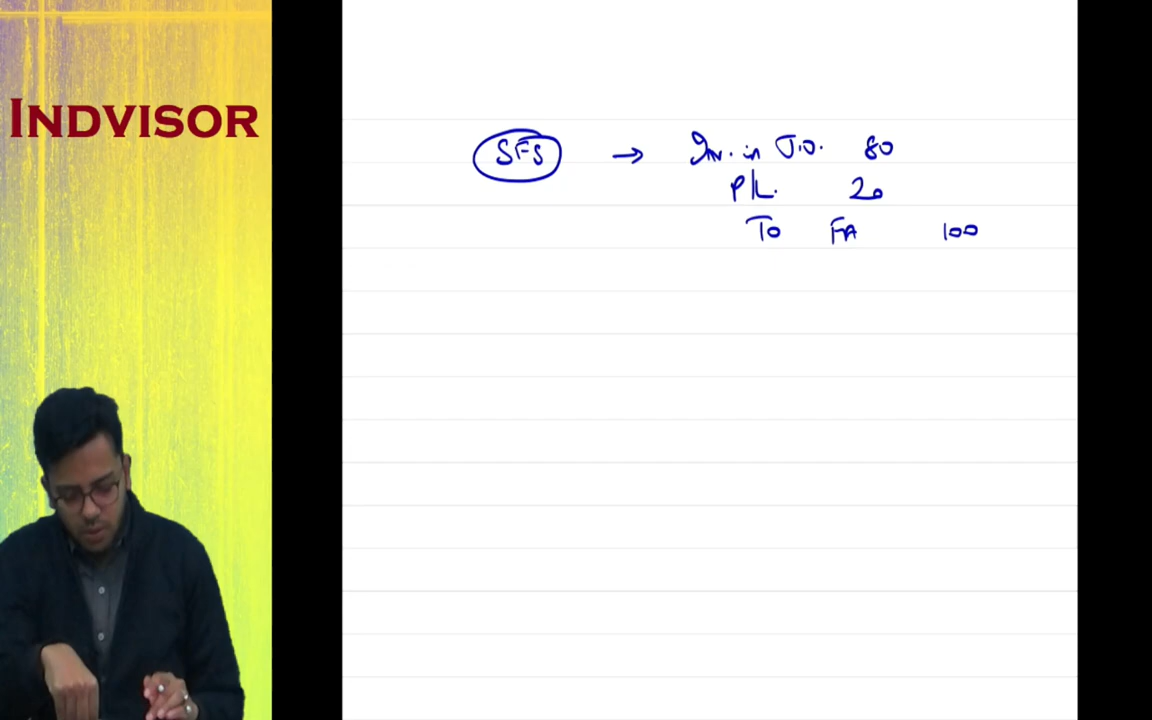 INDVISOR
SFS → Inv. in J.O. 80
P/L. 20
To FA 100